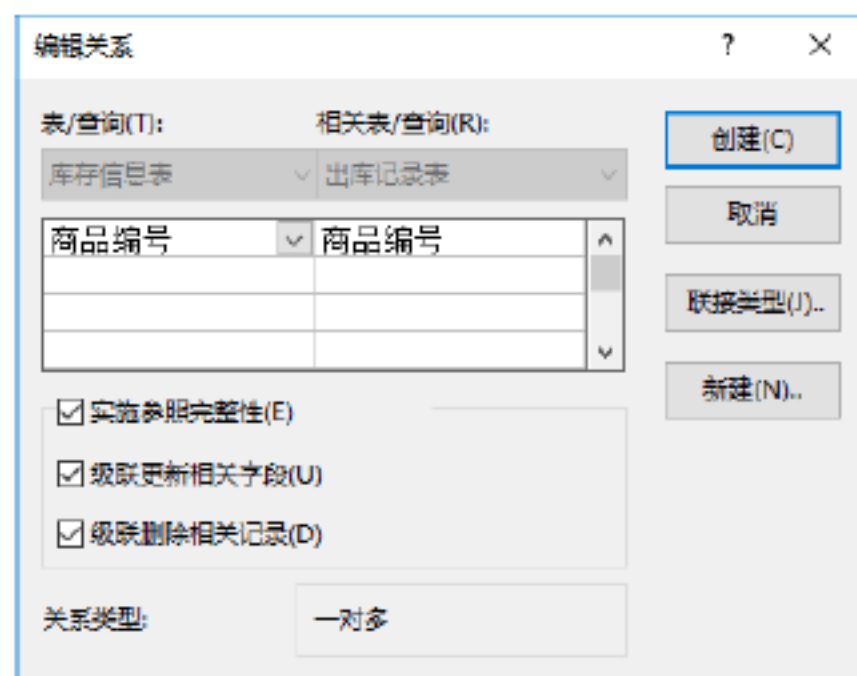 编辑关系 ?
表/查询(T): 相关表/查询(R):
创建(C)
库存信息表 出库记录表
取消
商品编号 商品编号
联接类型(J)..
新建(N)..
实施参照完整性(E)
级联更新相关字段(U)
级联删除相关记录(D)
关系类型: 一对多